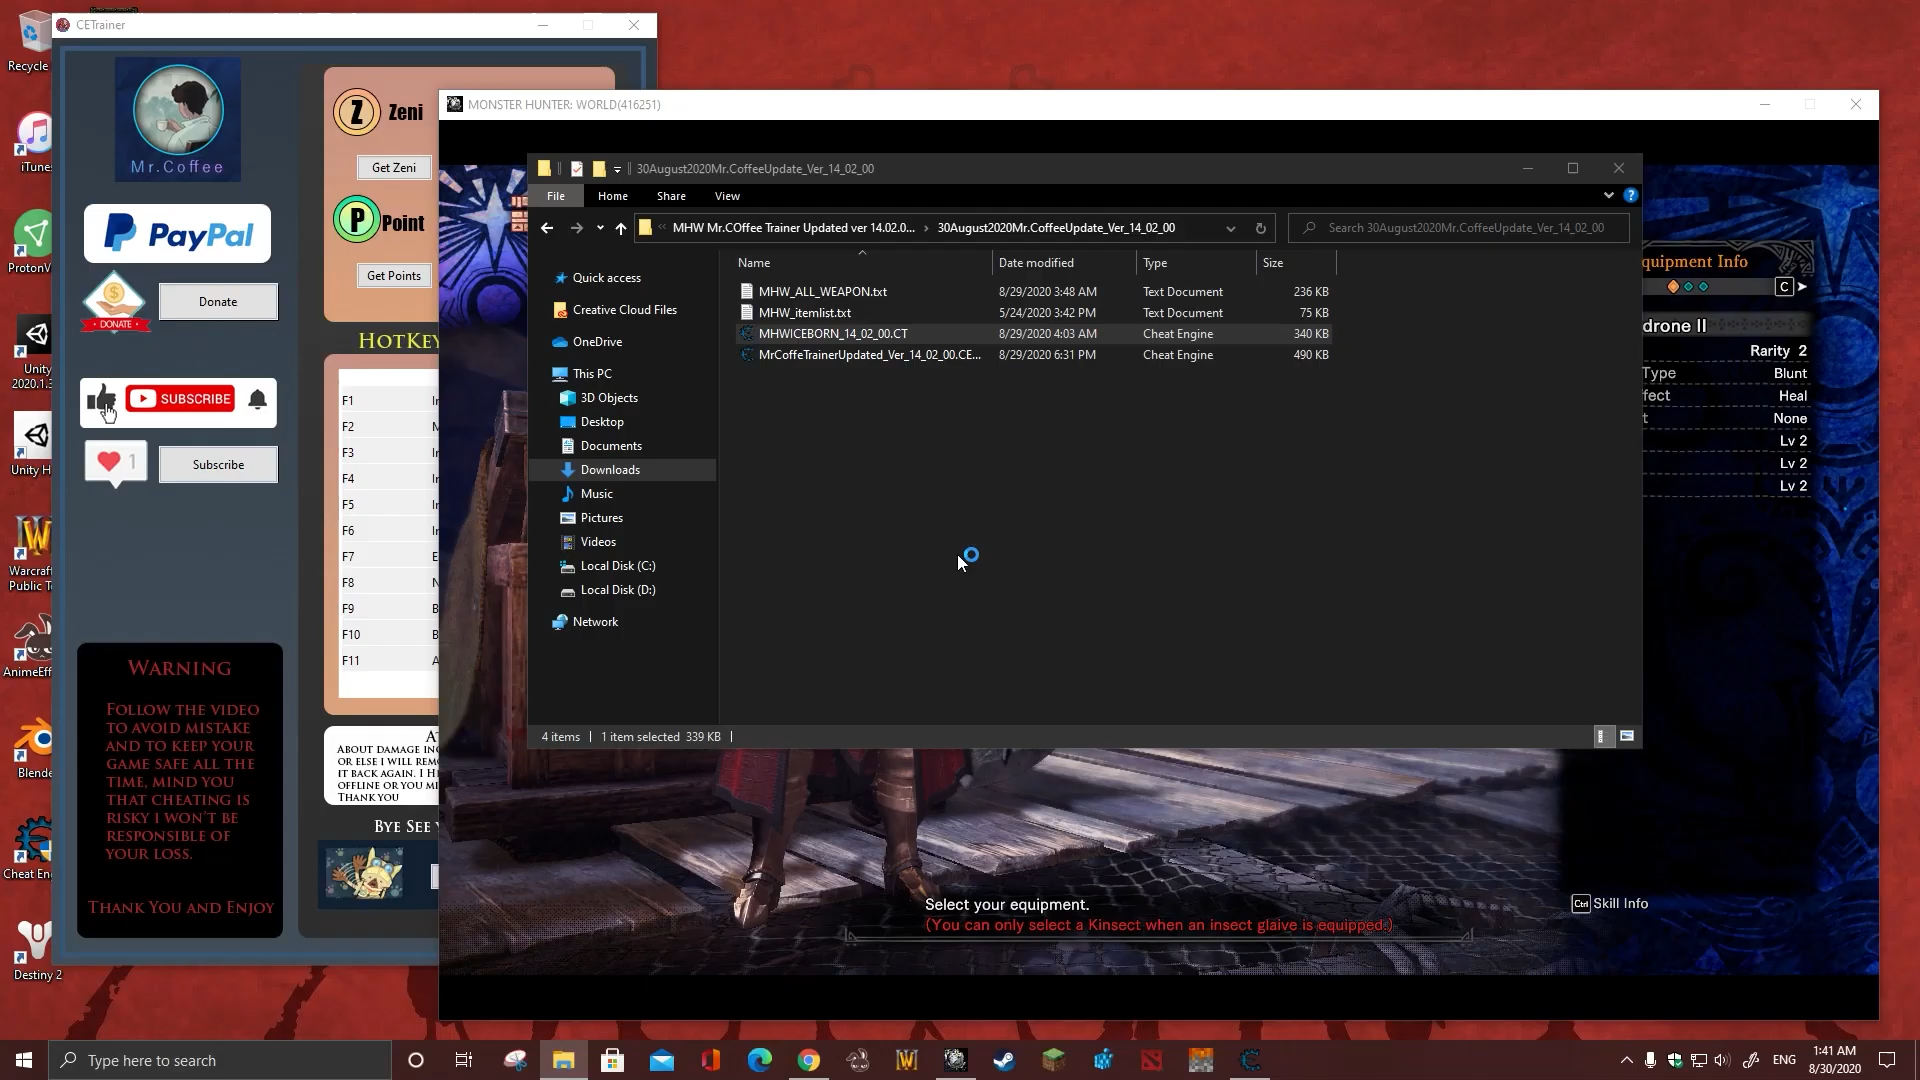 Recycle
iTune
ProtonV
Unity
2020.1.3
Unity H
Warcraf
Public T
AnimeEff
Blende
Cheat En
Destiny 2
CETrainer
Mr.Coffee
PayPal
DONATE
Donate
SUBSCRIBE
1
Subscribe
Warning
Follow the video
to avoid mistake
and to keep your
game safe all the
time, mind you
that cheating is
risky i won't be
responsible of
your loss.
Thank You and Enjoy
Z
Zeni
Get Zeni
P
Point
Get Points
HotKey
F1
F2
F3
F4
F5
F6
F7
F8
F9
F10
F11
About damage inc
or else i will remo
it back again. I H
offline or you mi
Thank you
Bye See
MONSTER HUNTER: WORLD(416251)
30August2020Mr.CoffeeUpdate_Ver_14_02_00
File Home Share View
MHW Mr.COffee Trainer Updated ver 14.02.0... › 30August2020Mr.CoffeeUpdate_Ver_14_02_00
Search 30August2020Mr.CoffeeUpdate_Ver_14_02_00
Quick access
Creative Cloud Files
OneDrive
This PC
3D Objects
Desktop
Documents
Downloads
Music
Pictures
Videos
Local Disk (C:)
Local Disk (D:)
Network
Name Date modified Type Size
MHW_ALL_WEAPON.txt 8/29/2020 3:48 AM Text Document 236 KB
MHW_itemlist.txt 5/24/2020 3:42 PM Text Document 75 KB
MHWICEBORN_14_02_00.CT 8/29/2020 4:03 AM Cheat Engine 340 KB
MrCoffeTrainerUpdated_Ver_14_02_00.CE... 8/29/2020 6:31 PM Cheat Engine 490 KB
4 items 1 item selected 339 KB
quipment Info
C
drone II
Rarity 2
Type Blunt
fect Heal
t None
Lv 2
Lv 2
Lv 2
Select your equipment.
(You can only select a Kinsect when an insect glaive is equipped.)
Ctrl Skill Info
Type here to search
ENG
1:41 AM
8/30/2020